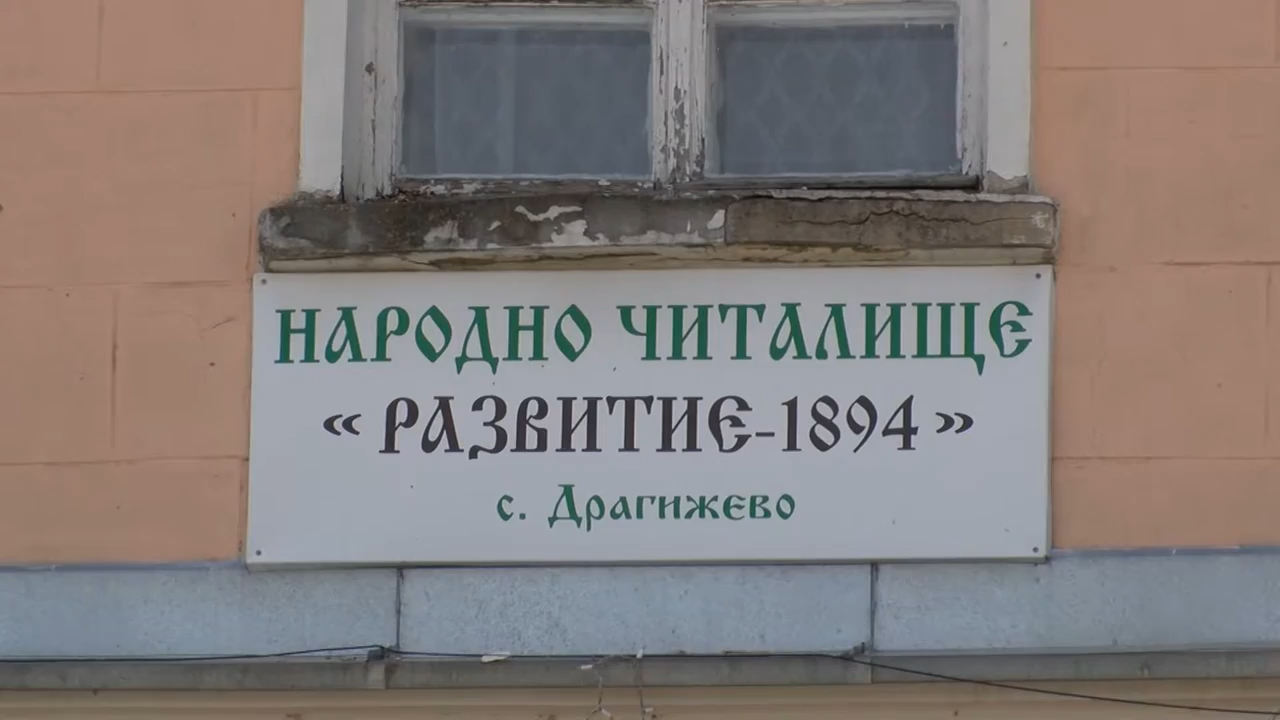 НАРОДНО ЧИТАЛИЩЕ
« РАЗВИТИЕ-1894 »
с. Драгижево